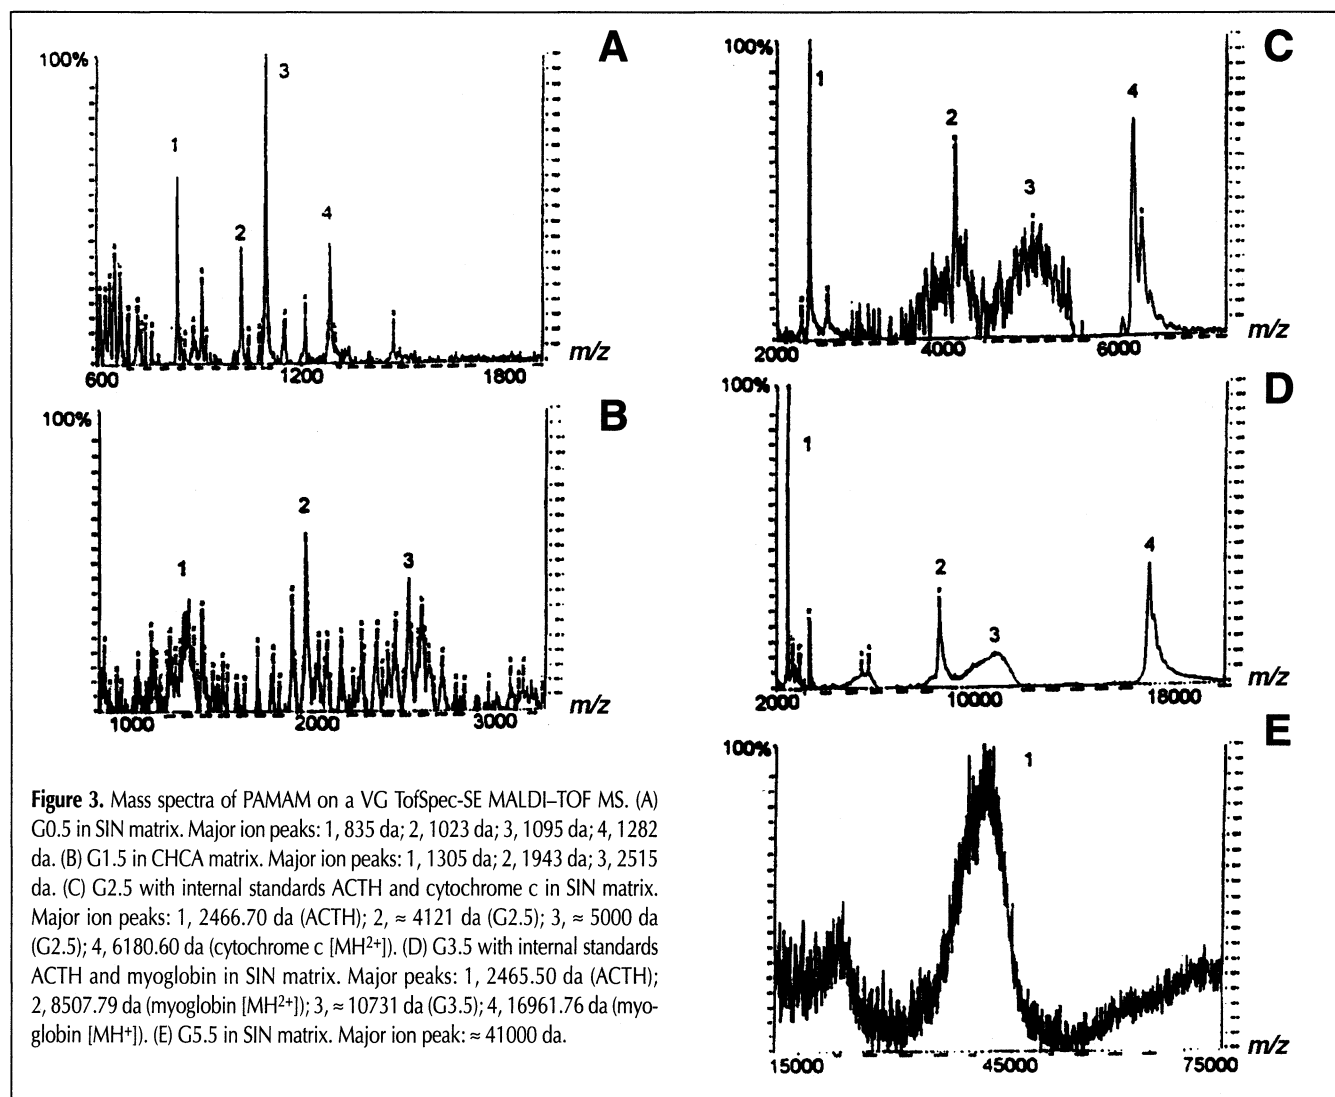 A
100%
1
2
3
4
600
1200
1800
m/z
B
100%
1
2
3
1000
2000
3000
m/z
C
100%
1
2
3
4
2000
4000
6000
m/z
D
100%
1
2
3
4
2000
10000
18000
m/z
E
100%
1
15000
45000
75000
m/z
Figure 3. Mass spectra of PAMAM on a VG TofSpec-SE MALDI–TOF MS. (A)
G0.5 in SIN matrix. Major ion peaks: 1, 835 da; 2, 1023 da; 3, 1095 da; 4, 1282
da. (B) G1.5 in CHCA matrix. Major ion peaks: 1, 1305 da; 2, 1943 da; 3, 2515
da. (C) G2.5 with internal standards ACTH and cytochrome c in SIN matrix.
Major ion peaks: 1, 2466.70 da (ACTH); 2, ≈ 4121 da (G2.5); 3, ≈ 5000 da
(G2.5); 4, 6180.60 da (cytochrome c [MH²⁺]). (D) G3.5 with internal standards
ACTH and myoglobin in SIN matrix. Major peaks: 1, 2465.50 da (ACTH);
2, 8507.79 da (myoglobin [MH²⁺]); 3, ≈ 10731 da (G3.5); 4, 16961.76 da (myo-
globin [MH⁺]). (E) G5.5 in SIN matrix. Major ion peak: ≈ 41000 da.